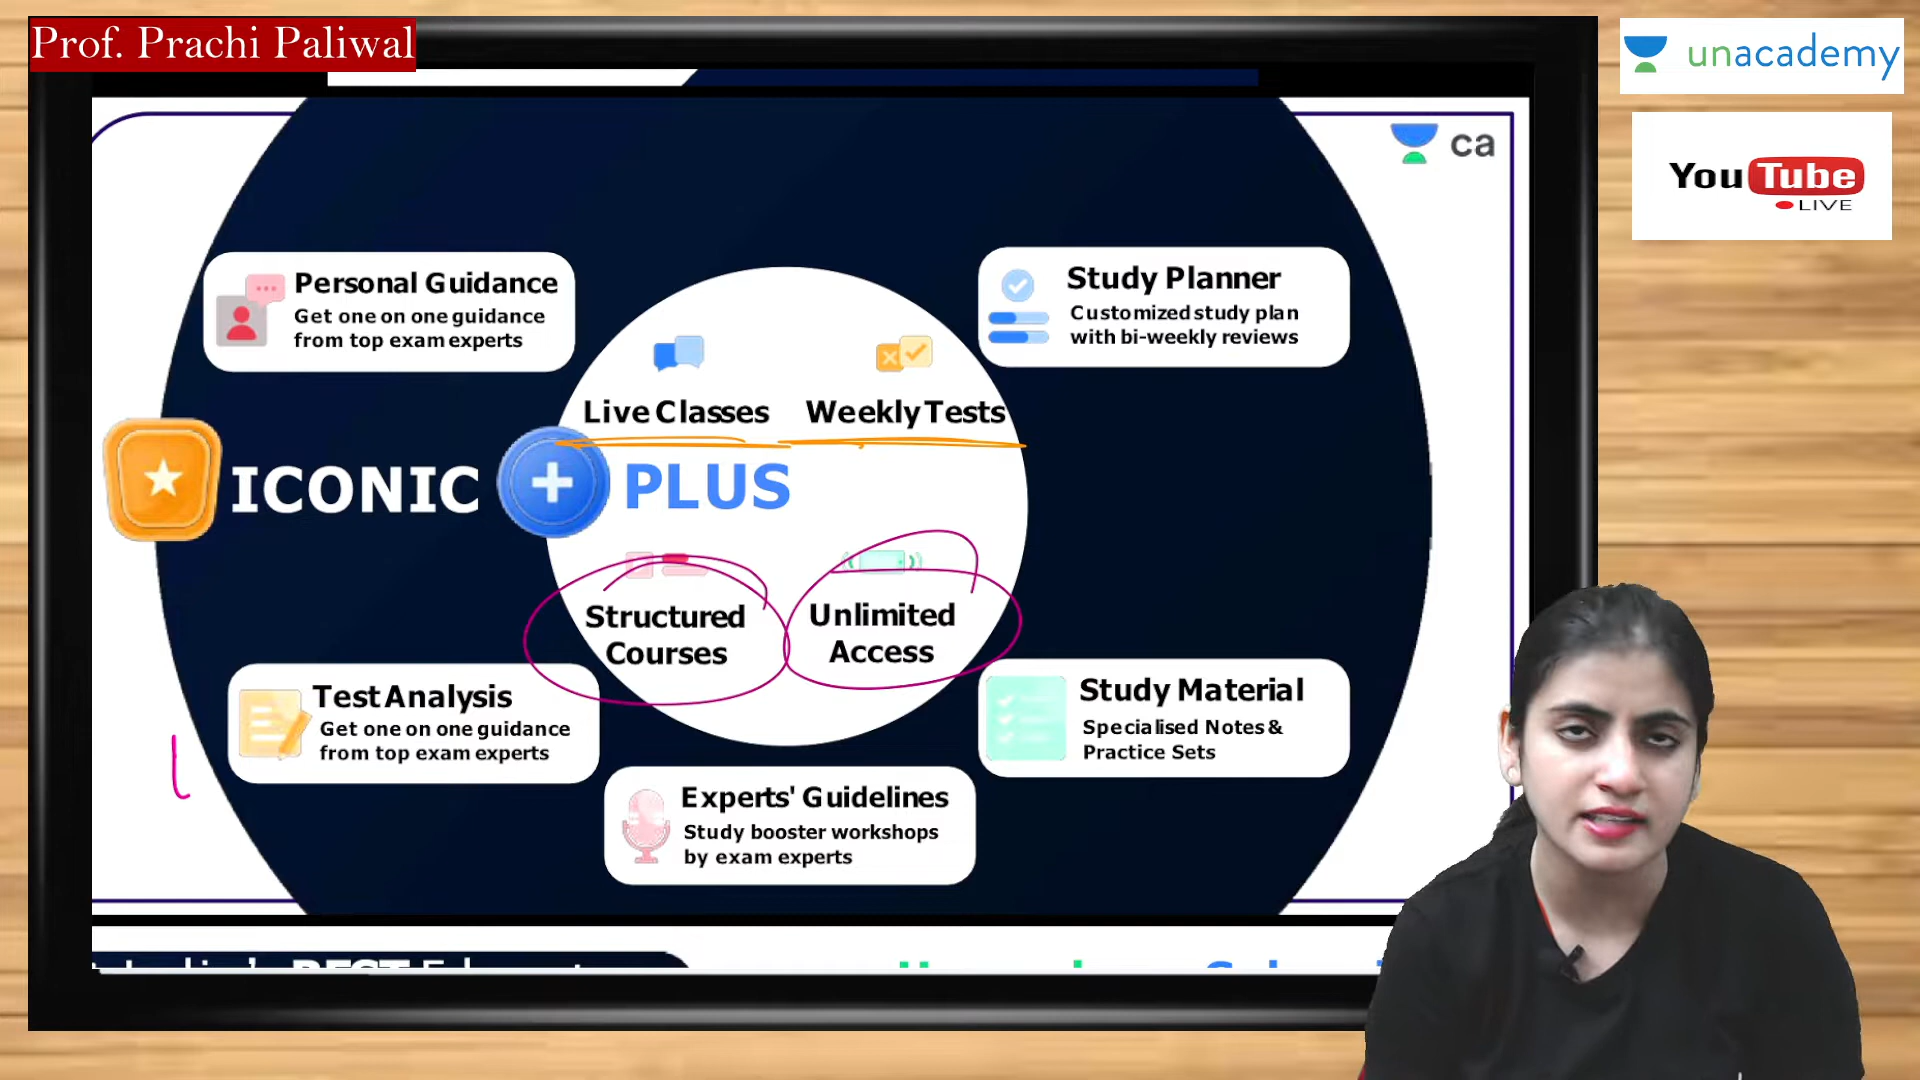 Prof. Prachi Paliwal
unacademy
YouTube
LIVE
ca
Personal Guidance
Get one on one guidance
from top exam experts
Study Planner
Customized study plan
with bi-weekly reviews
Live Classes
Weekly Tests
ICONIC
PLUS
Structured
Courses
Unlimited
Access
Test Analysis
Get one on one guidance
from top exam experts
Study Material
Specialised Notes &
Practice Sets
Experts' Guidelines
Study booster workshops
by exam experts